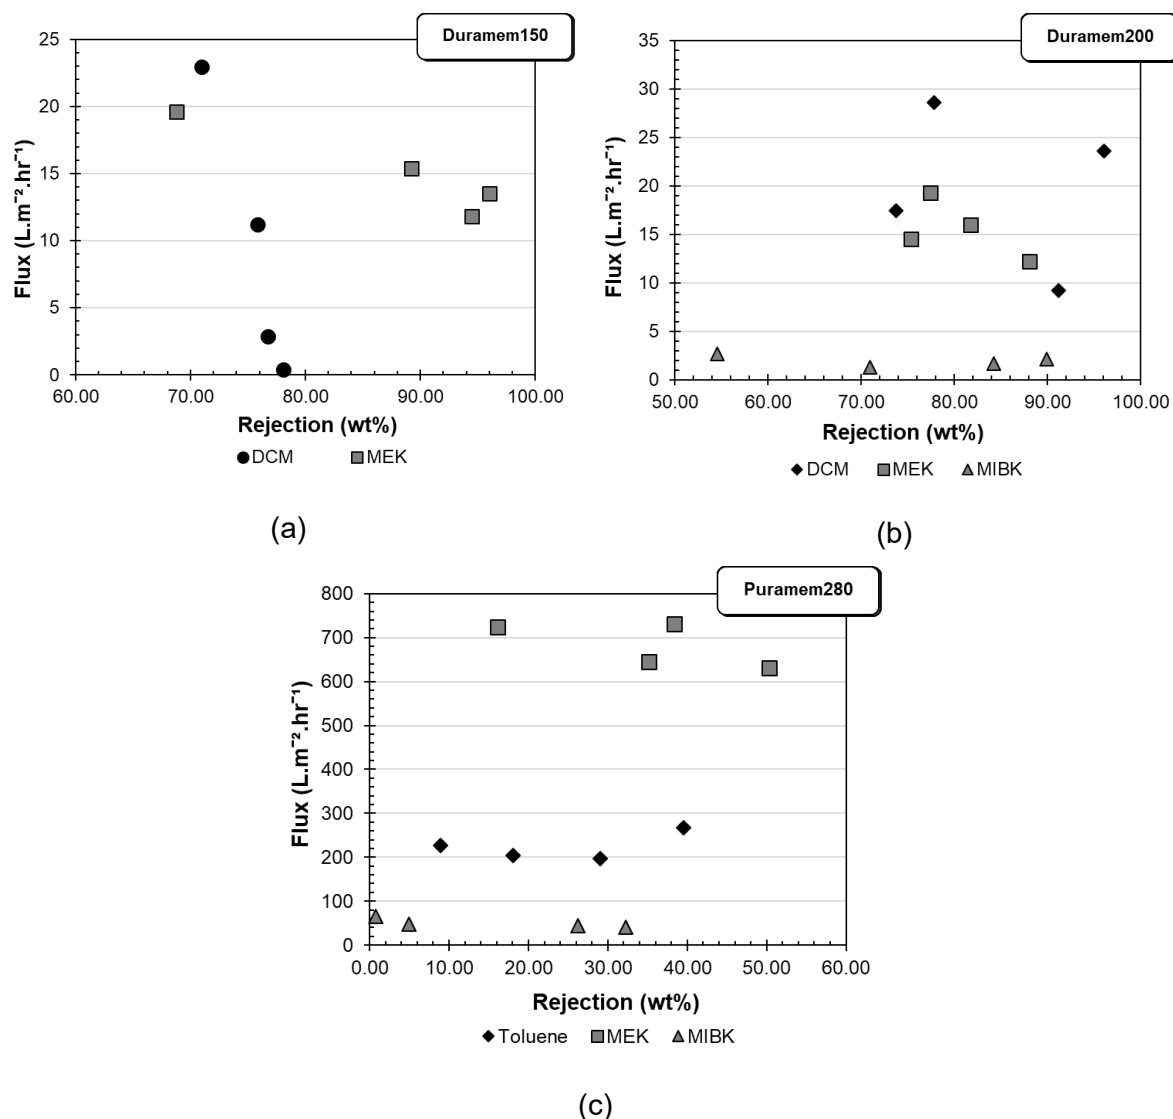 Duramem150
25
20
15
10
5
0
Flux (L.m⁻².hr⁻¹)
60.00 70.00 80.00 90.00 100.00
Rejection (wt%)
DCM MEK
(a)
Duramem200
35
30
25
20
15
10
5
0
Flux (L.m⁻².hr⁻¹)
50.00 60.00 70.00 80.00 90.00 100.00
Rejection (wt%)
DCM MEK MIBK
(b)
Puramem280
800
700
600
500
400
300
200
100
0
Flux (L.m⁻².hr⁻¹)
0.00 10.00 20.00 30.00 40.00 50.00 60.00
Rejection (wt%)
Toluene MEK MIBK
(c)